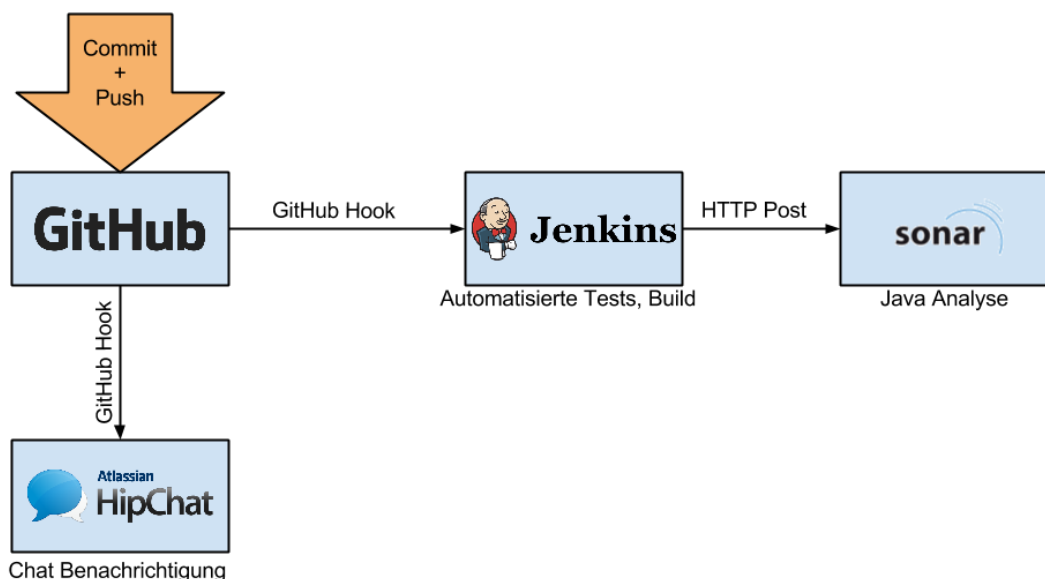 Commit
+
Push
GitHub
GitHub Hook
Jenkins
HTTP Post
sonar
Automatisierte Tests, Build
Java Analyse
GitHub Hook
Atlassian
HipChat
Chat Benachrichtigung